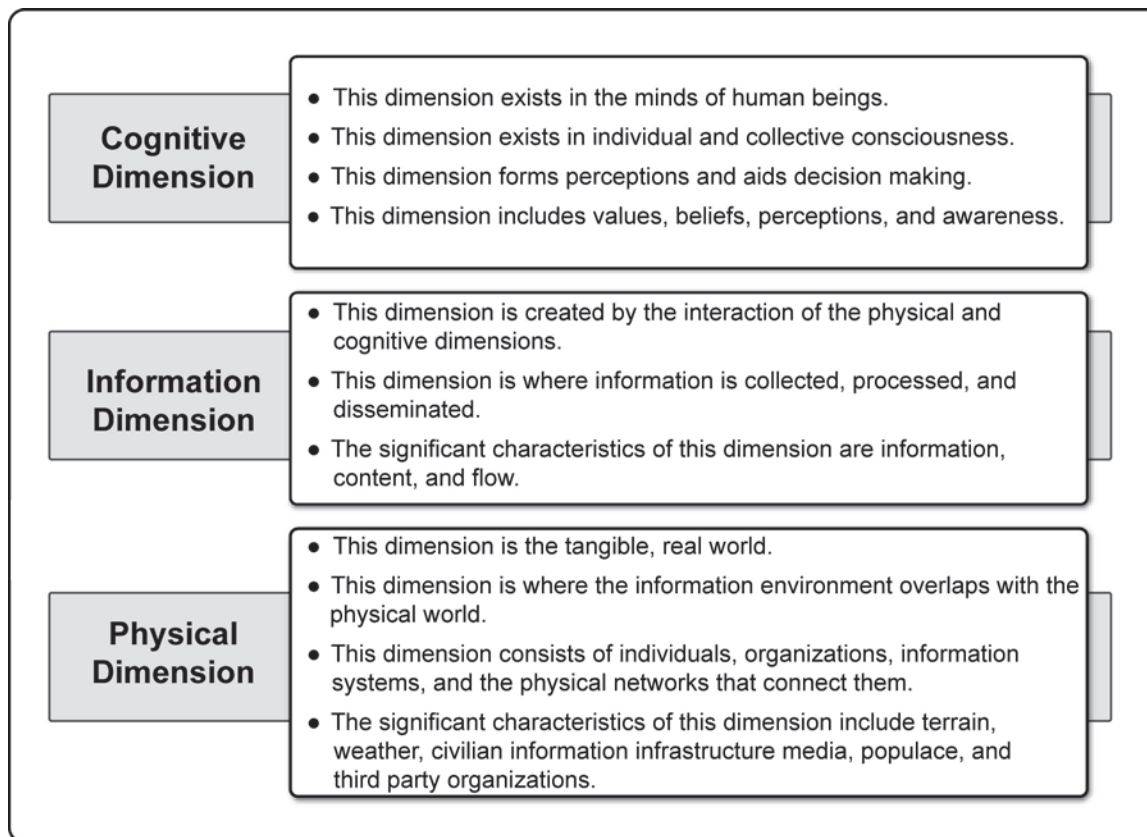 Cognitive
Dimension
● This dimension exists in the minds of human beings.
● This dimension exists in individual and collective consciousness.
● This dimension forms perceptions and aids decision making.
● This dimension includes values, beliefs, perceptions, and awareness.
Information
Dimension
● This dimension is created by the interaction of the physical and
cognitive dimensions.
● This dimension is where information is collected, processed, and
disseminated.
● The significant characteristics of this dimension are information,
content, and flow.
Physical
Dimension
● This dimension is the tangible, real world.
● This dimension is where the information environment overlaps with the
physical world.
● This dimension consists of individuals, organizations, information
systems, and the physical networks that connect them.
● The significant characteristics of this dimension include terrain,
weather, civilian information infrastructure media, populace, and
third party organizations.